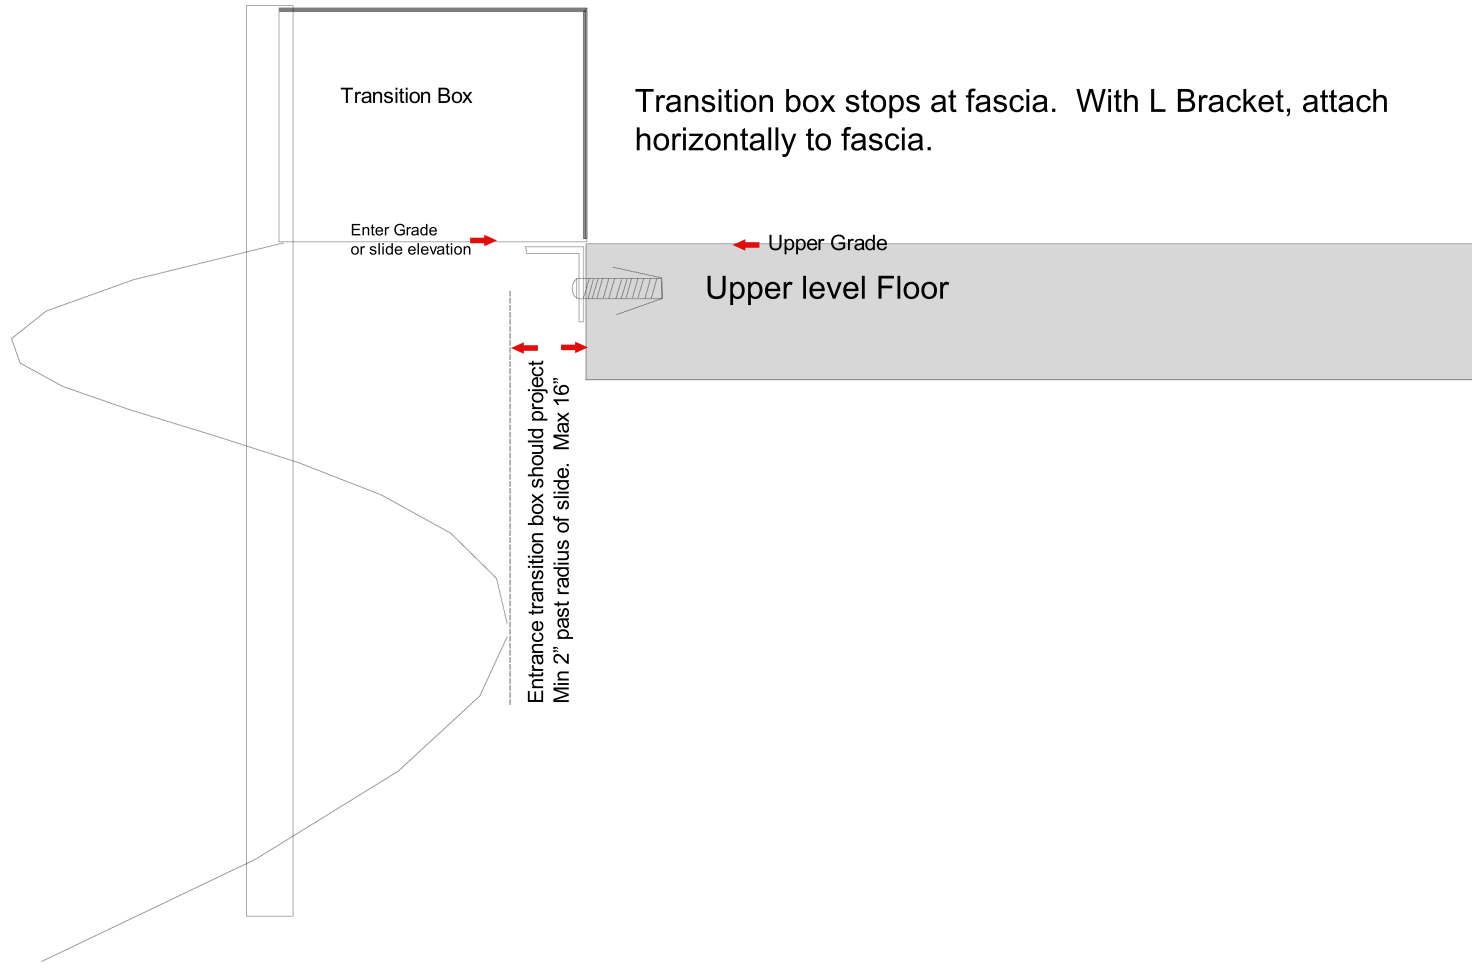 Transition Box
Transition box stops at fascia.  With L Bracket, attach
horizontally to fascia.
Enter Grade
or slide elevation
Upper Grade
Upper level Floor
Entrance transition box should project
Min 2” past radius of slide.  Max 16”